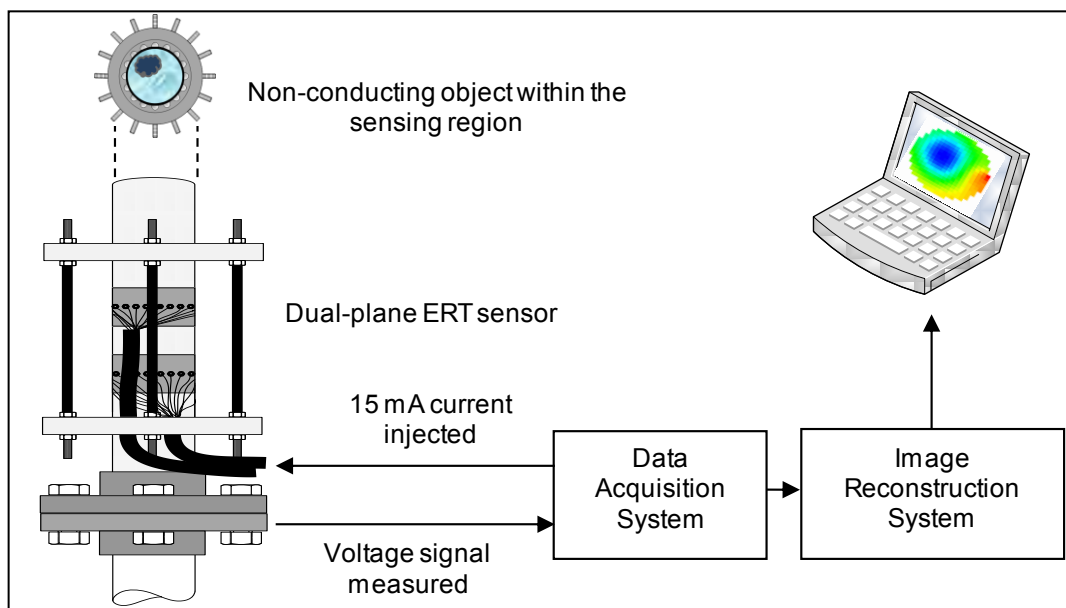 Non-conducting object within the
sensing region
Dual-plane ERT sensor
15 mA current
injected
Data
Acquisition
System
Image
Reconstruction
System
Voltage signal
measured